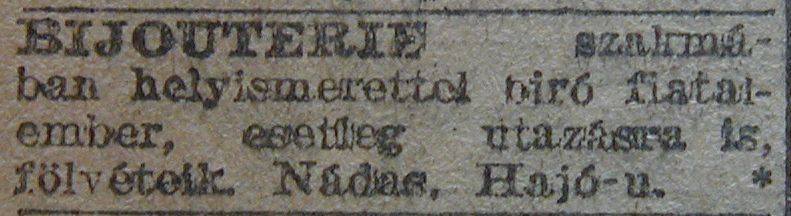 BIJOUTERIE szakmá-
ban helyismerettel biró fiatal-
ember, esetleg utazásra is,
fölvétetik. Nádas, Hajó-u. *